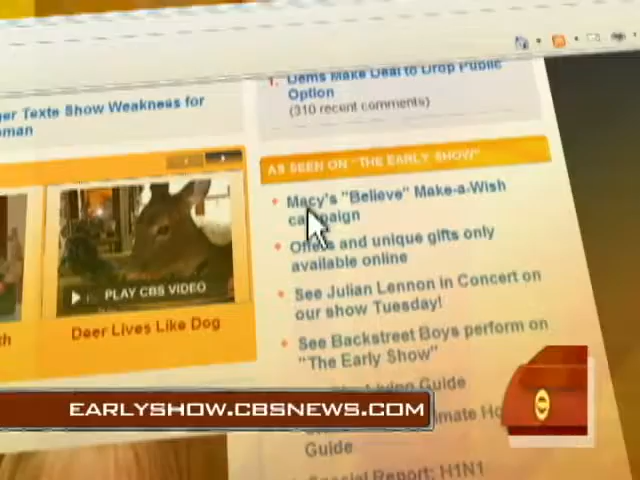 1. Dems Make Deal to Drop Public
Option
(310 recent comments)
Texts Show Weakness for
AS SEEN ON "THE EARLY SHOW"
Macy's "Believe" Make-a-Wish
campaign
Offers and unique gifts only
available online
See Julian Lennon in Concert on
our show Tuesday!
See Backstreet Boys perform on
"The Early Show"
Living Guide
Guide
Special Report: H1N1
PLAY CBS VIDEO
Deer Lives Like Dog
EARLYSHOW.CBSNEWS.COM